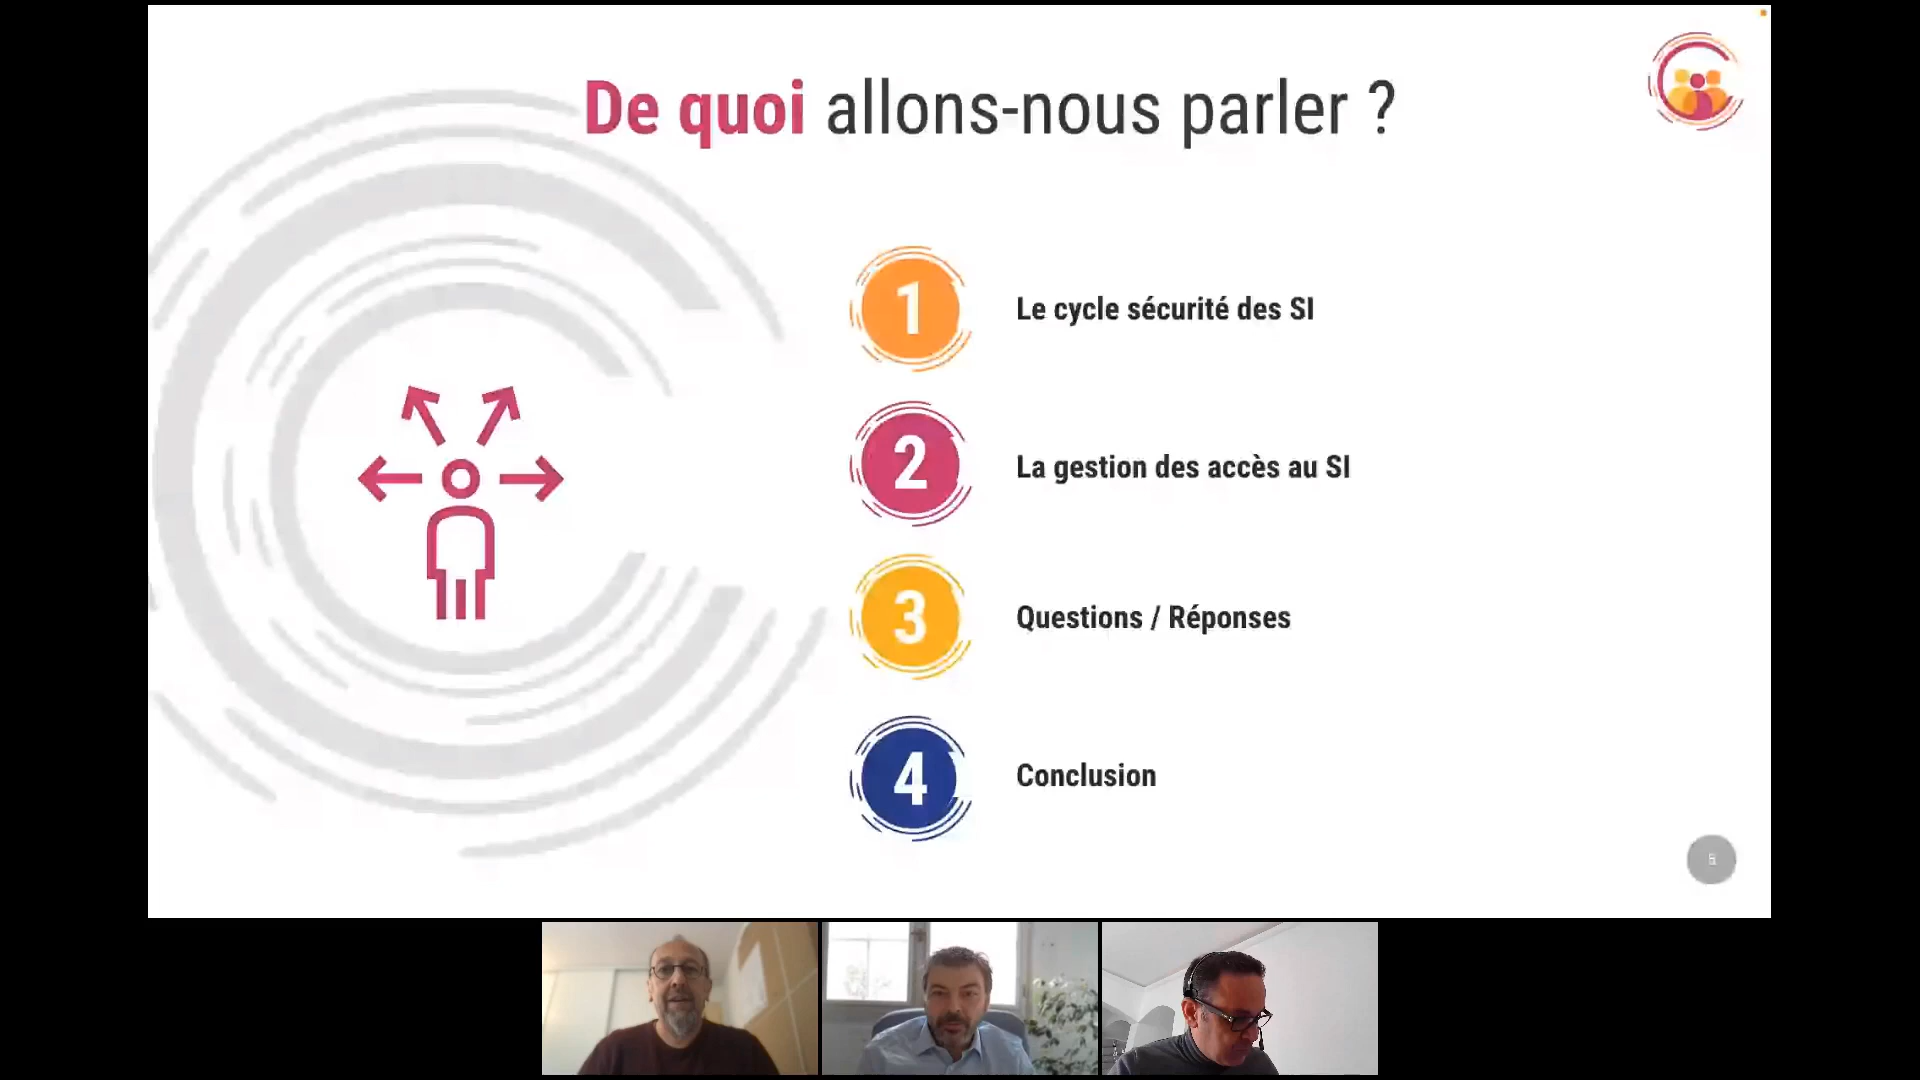 De quoi allons-nous parler ?
1
Le cycle sécurité des SI
2
La gestion des accès au SI
3
Questions / Réponses
4
Conclusion
5